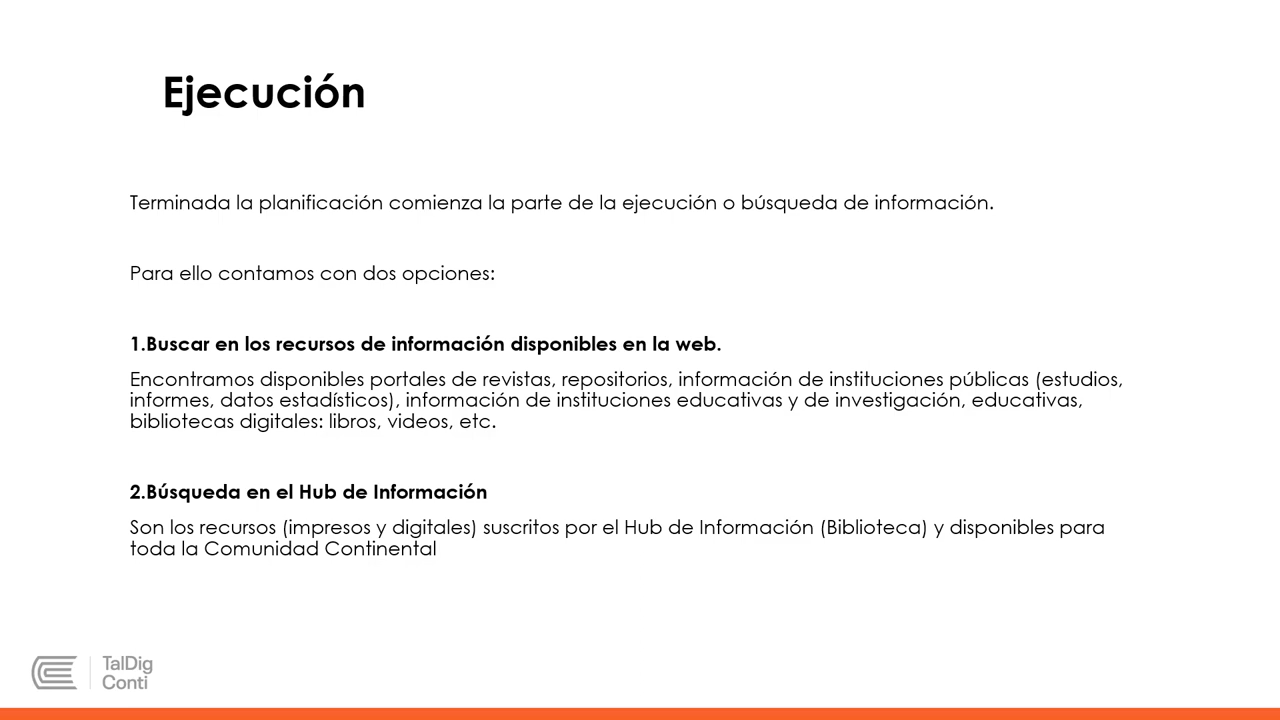 Ejecución
Terminada la planificación comienza la parte de la ejecución o búsqueda de información.
Para ello contamos con dos opciones:
1.Buscar en los recursos de información disponibles en la web.
Encontramos disponibles portales de revistas, repositorios, información de instituciones públicas (estudios,
informes, datos estadísticos), información de instituciones educativas y de investigación, educativas,
bibliotecas digitales: libros, videos, etc.
2.Búsqueda en el Hub de Información
Son los recursos (impresos y digitales) suscritos por el Hub de Información (Biblioteca) y disponibles para
toda la Comunidad Continental
TalDig
Conti